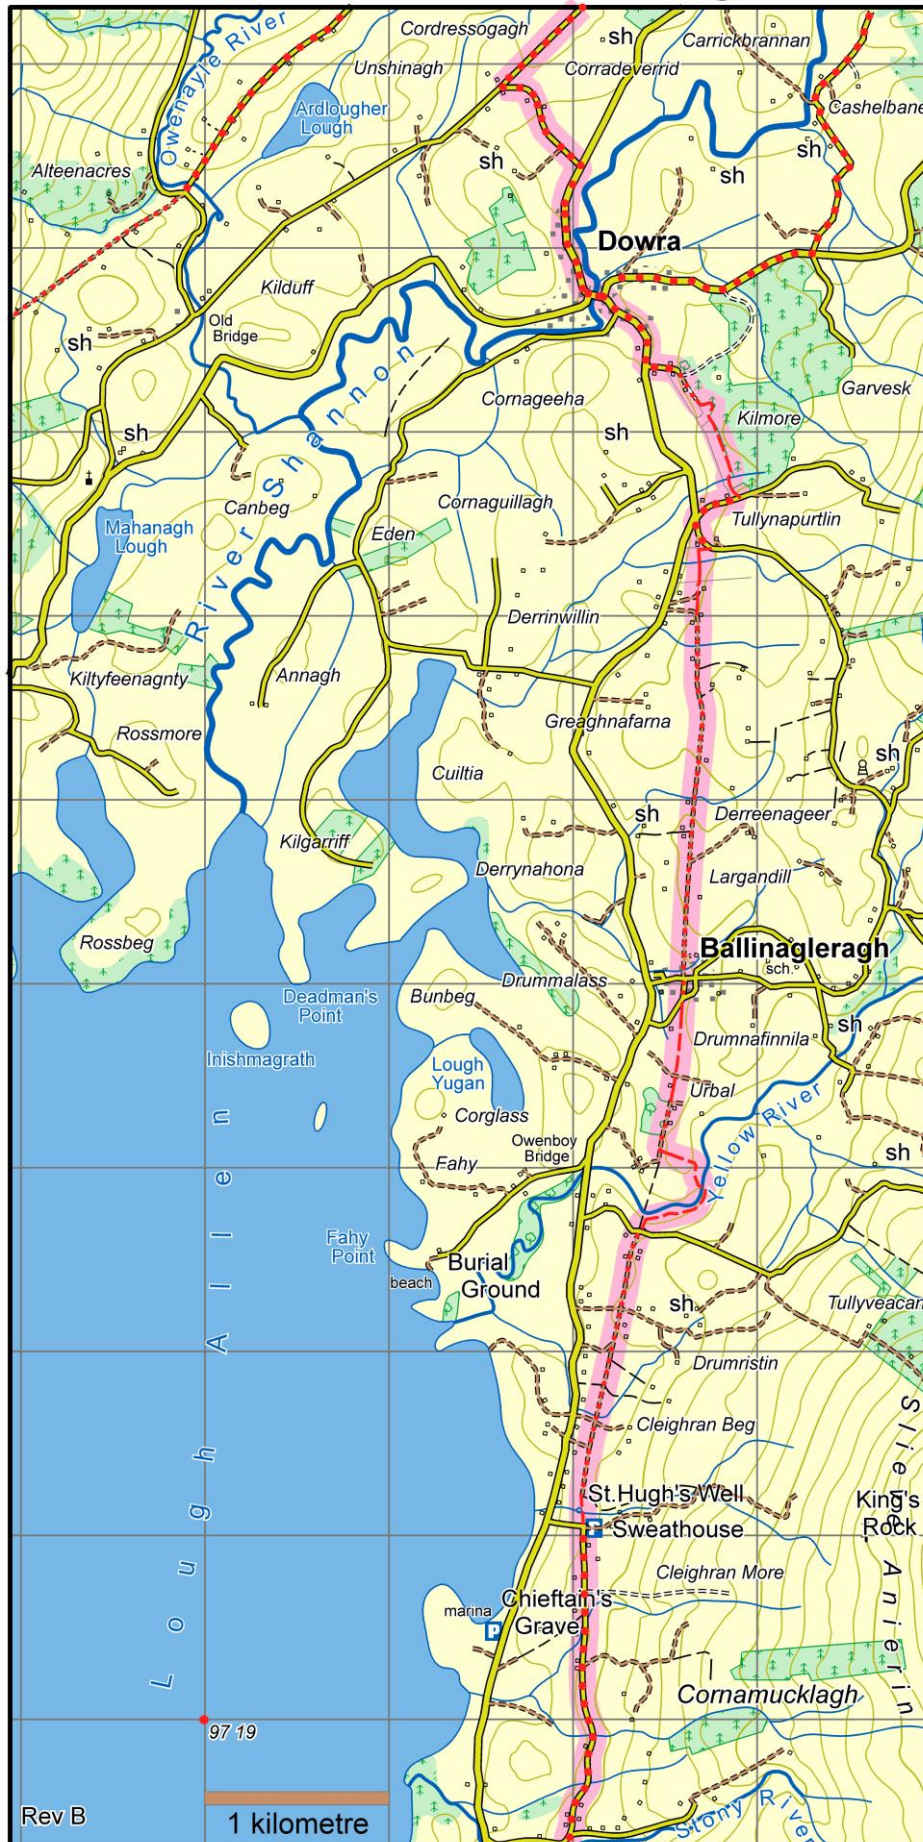 Cordressogagh
sh
Carrickbrannan
Owenayle River
Unshinagh
Corradeverrid
Ardlougher
Lough
Cashelbane
Alteenacres
sh
sh
sh
Dowra
Kilduff
Old
Bridge
sh
River Shannon
Cornageeha
Garvesk
Kilmore
sh
sh
Canbeg
Cornaguillagh
Mahanagh
Lough
Eden
Tullynapurtlin
Derrinwillin
Kiltyfeenagnty
Annagh
Rossmore
Greaghnafarna
Cuiltia
sh
sh
Derreenageer
Kilgarriff
Derrynahona
Largandill
Rossbeg
Ballinagleragh
sch.
Drummalass
Deadman's
Point
Bunbeg
sh
Drumnafinnila
Inishmagrath
Lough
Yugan
Urbal
Corglass
Yellow River
Owenboy
Bridge
sh
Fahy
Fahy
Point
Burial
Ground
beach
sh
Tullyveacan
Drumristin
Lough Allen
Cleighran Beg
Slieve Anierin
St.Hugh's Well
King's
Rock
Sweathouse
Cleighran More
Chieftain's
Grave
marina
P
Cornamucklagh
97 19
Rev B
1 kilometre
Stony River